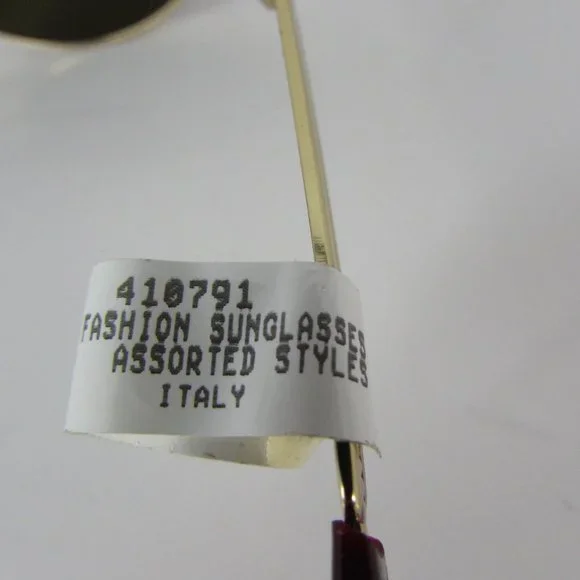 410791
FASHION SUNGLASSES
ASSORTED STYLES
ITALY